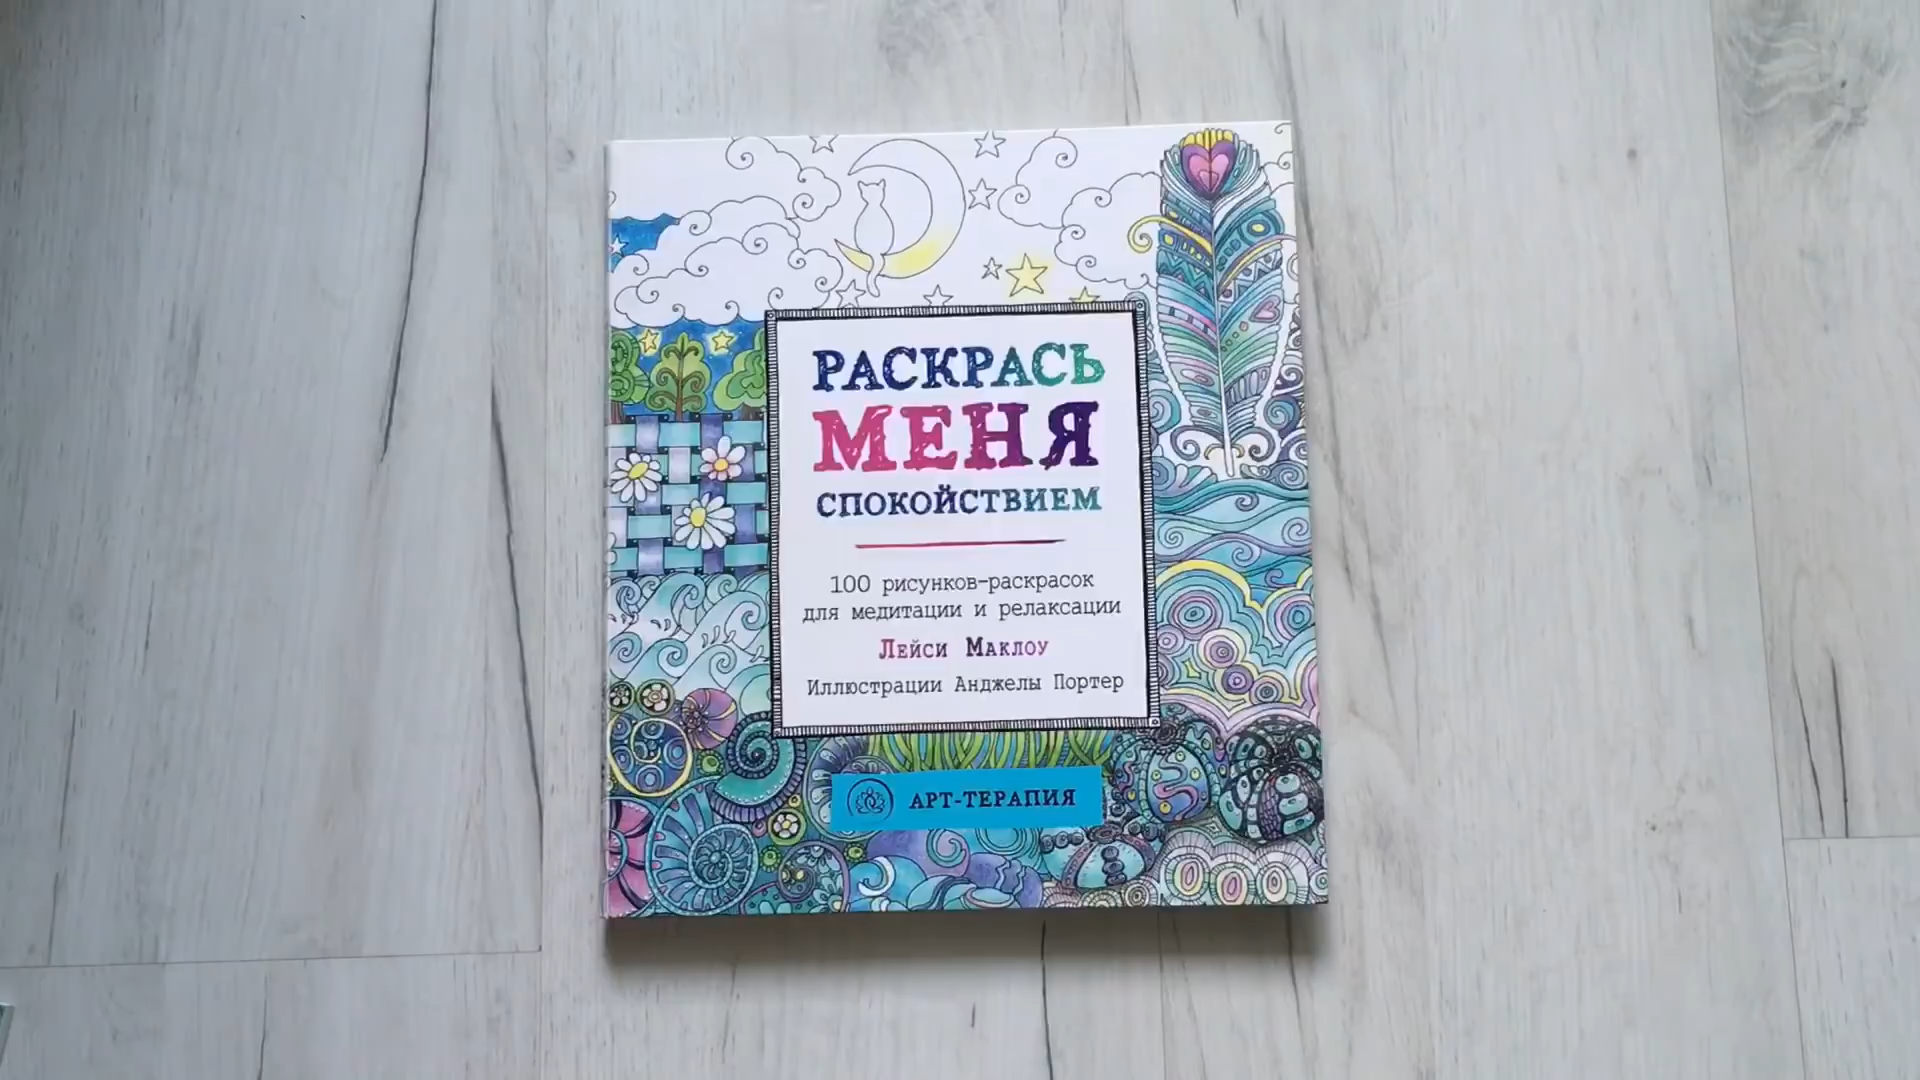 РАСКРАСЬ
МЕНЯ
СПОКОЙСТВИЕМ
100 рисунков-раскрасок
для медитации и релаксации
Лейси Маклоу
Иллюстрации Анджелы Портер
АРТ-ТЕРАПИЯ